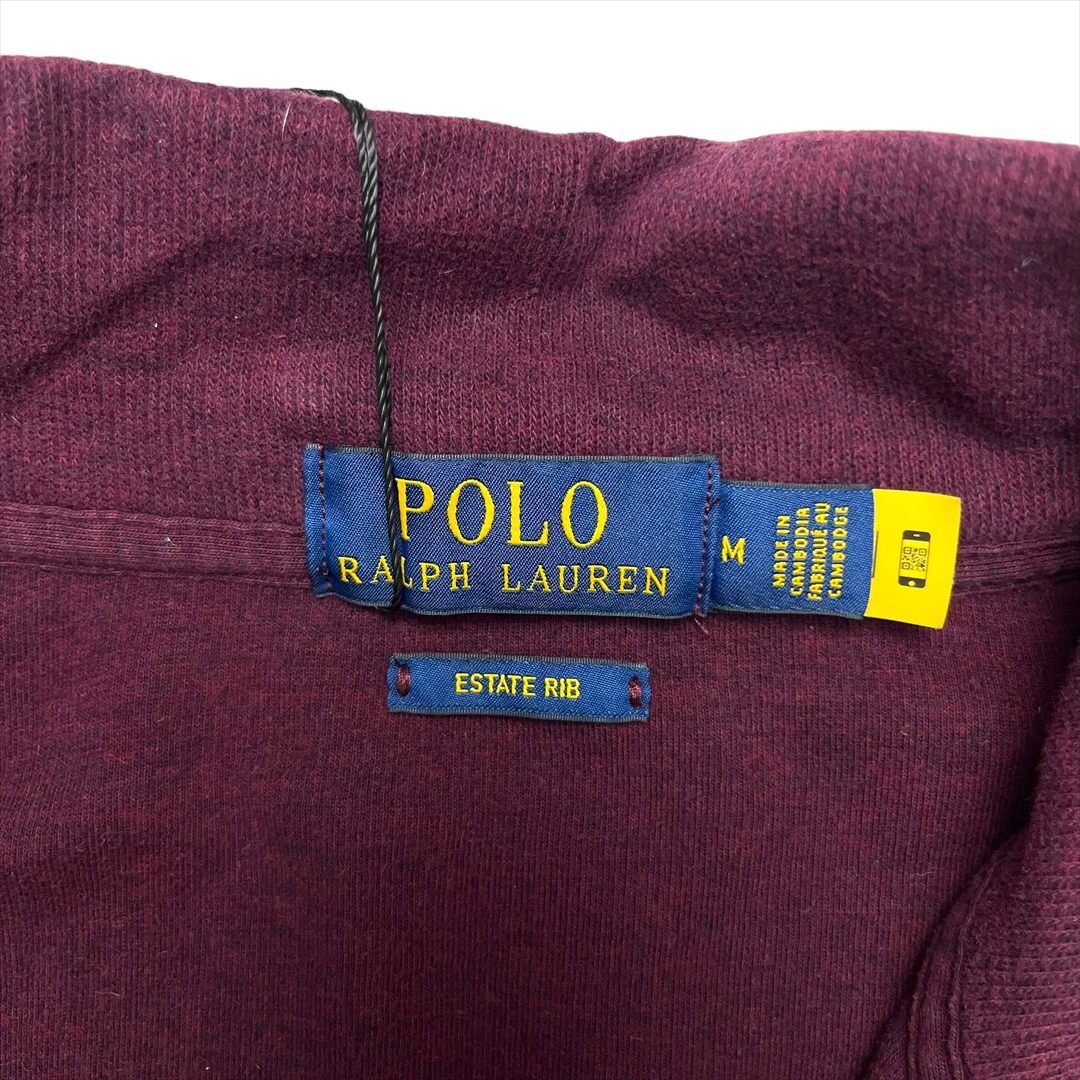 POLO
RALPH LAUREN
M
MADE IN
CAMBODIA
FABRIQUÉ AU
CAMBODGE
ESTATE RIB